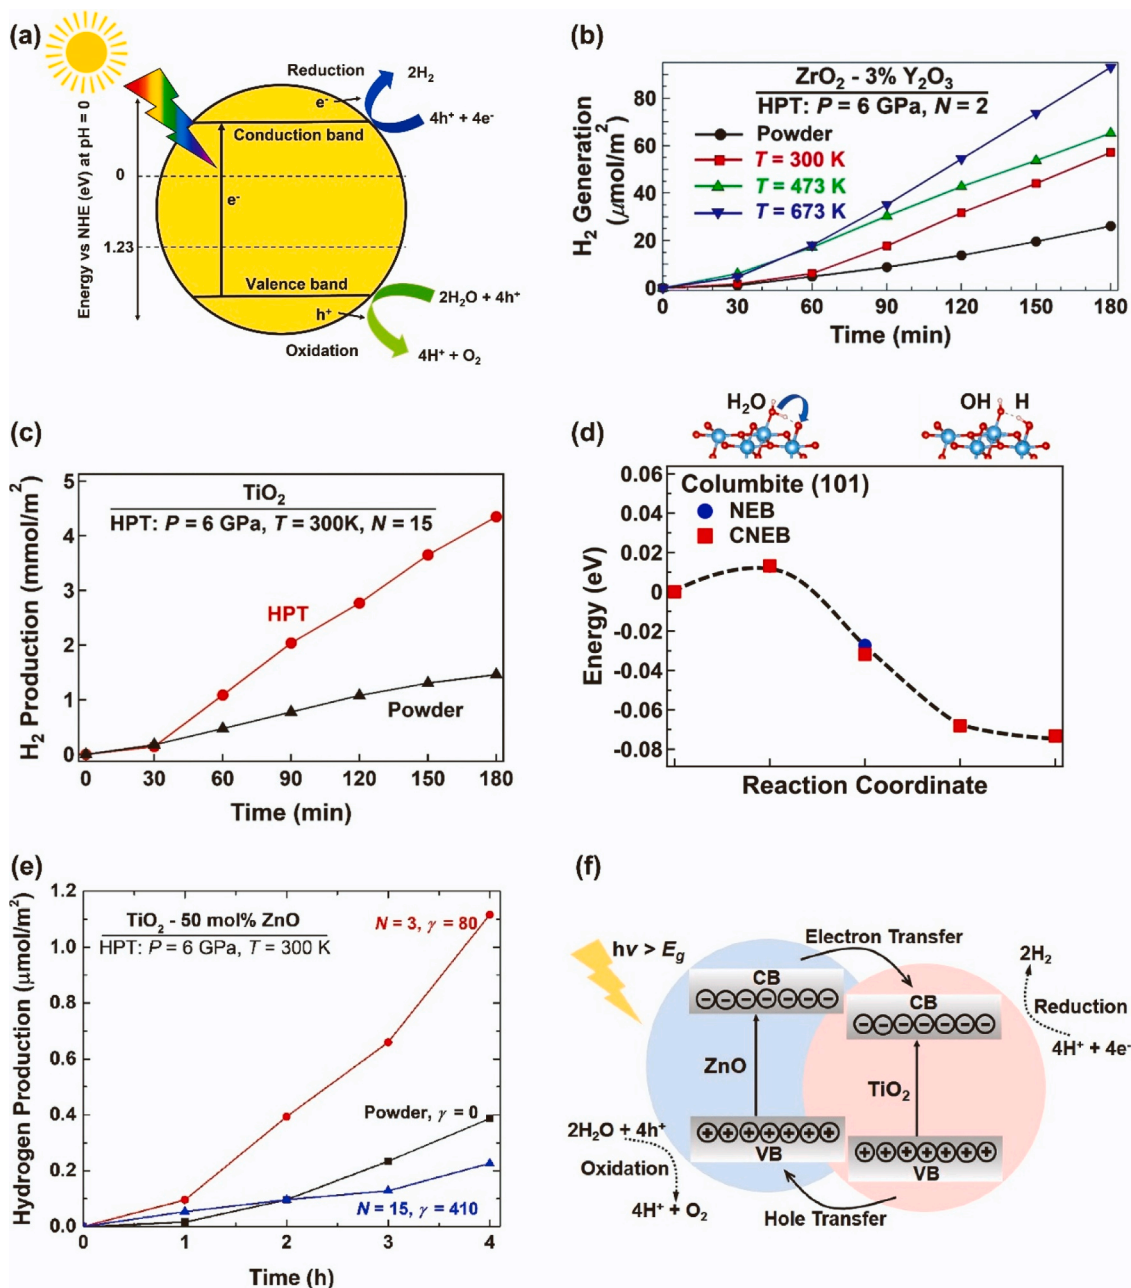 (a)
Energy vs NHE (eV) at pH = 0
0
1.23
Reduction
2H₂
e⁻
4h⁺ + 4e⁻
Conduction band
e⁻
Valence band
2H₂O + 4h⁺
h⁺
Oxidation
4H⁺ + O₂
(b)
ZrO₂ - 3% Y₂O₃
HPT: P = 6 GPa, N = 2
Powder
T = 300 K
T = 473 K
T = 673 K
H₂ Generation
(μmol/m²)
80
60
40
20
0
0 30 60 90 120 150 180
Time (min)
(c)
TiO₂
HPT: P = 6 GPa, T = 300K, N = 15
HPT
Powder
H₂ Production (mmol/m²)
5
4
3
2
1
0
0 30 60 90 120 150 180
Time (min)
(d)
H₂O
OH H
Columbite (101)
NEB
CNEB
Energy (eV)
0.06
0.04
0.02
0
-0.02
-0.04
-0.06
-0.08
Reaction Coordinate
(e)
TiO₂ - 50 mol% ZnO
HPT: P = 6 GPa, T = 300 K
N = 3, γ = 80
Powder, γ = 0
N = 15, γ = 410
Hydrogen Production (μmol/m²)
1.2
1.0
0.8
0.6
0.4
0.2
0.0
0 1 2 3 4
Time (h)
(f)
hν > E_g
Electron Transfer
2H₂
Reduction
4H⁺ + 4e⁻
CB
CB
ZnO
TiO₂
2H₂O + 4h⁺
Oxidation
4H⁺ + O₂
VB
VB
Hole Transfer